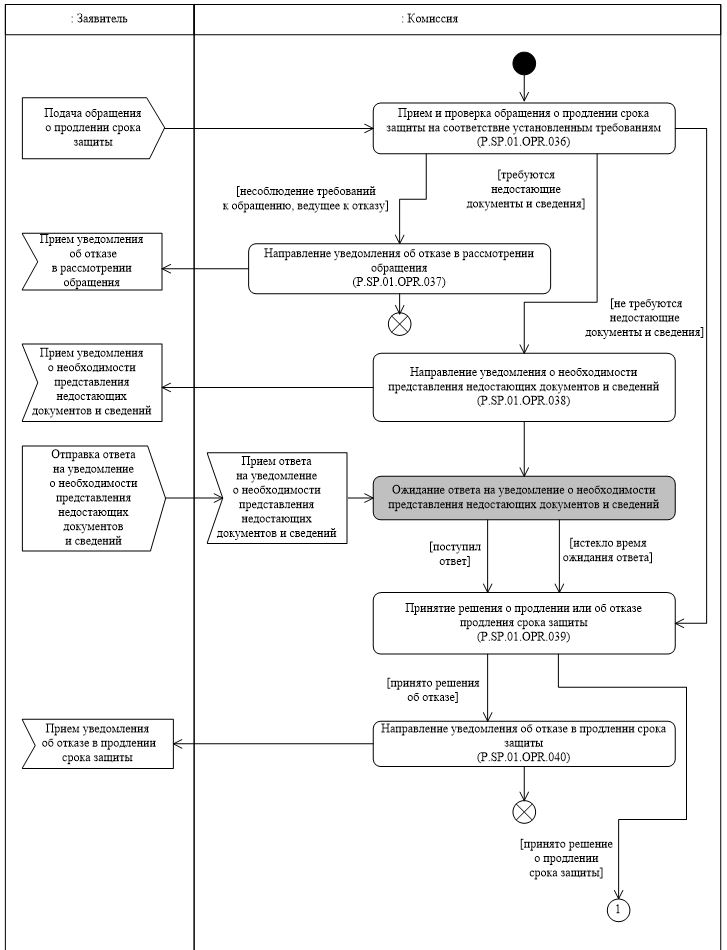 : Заявитель
: Комиссия
Подача обращения
о продлении срока
защиты
Прием и проверка обращения о продлении срока
защиты на соответствие установленным требованиям
(P.SP.01.OPR.036)
[несоблюдение требований
к обращению, ведущее к отказу]
[требуются
недостающие
документы и сведения]
Прием уведомления
об отказе
в рассмотрении
обращения
Направление уведомления об отказе в рассмотрении
обращения
(P.SP.01.OPR.037)
[не требуются
недостающие
документы и сведения]
Прием уведомления
о необходимости
представления
недостающих
документов и сведений
Направление уведомления о необходимости
представления недостающих документов и сведений
(P.SP.01.OPR.038)
Отправка ответа
на уведомление
о необходимости
представления
недостающих
документов
и сведений
Прием ответа
на уведомление
о необходимости
представления
недостающих
документов и сведений
Ожидание ответа на уведомление о необходимости
представления недостающих документов и сведений
[поступил
ответ]
[истекло время
ожидания ответа]
Принятие решения о продлении или об отказе
продления срока защиты
(P.SP.01.OPR.039)
[принято решения
об отказе]
Прием уведомления
об отказе в продлении
срока защиты
Направление уведомления об отказе в продлении срока
защиты
(P.SP.01.OPR.040)
[принято решение
о продлении
срока защиты]
1